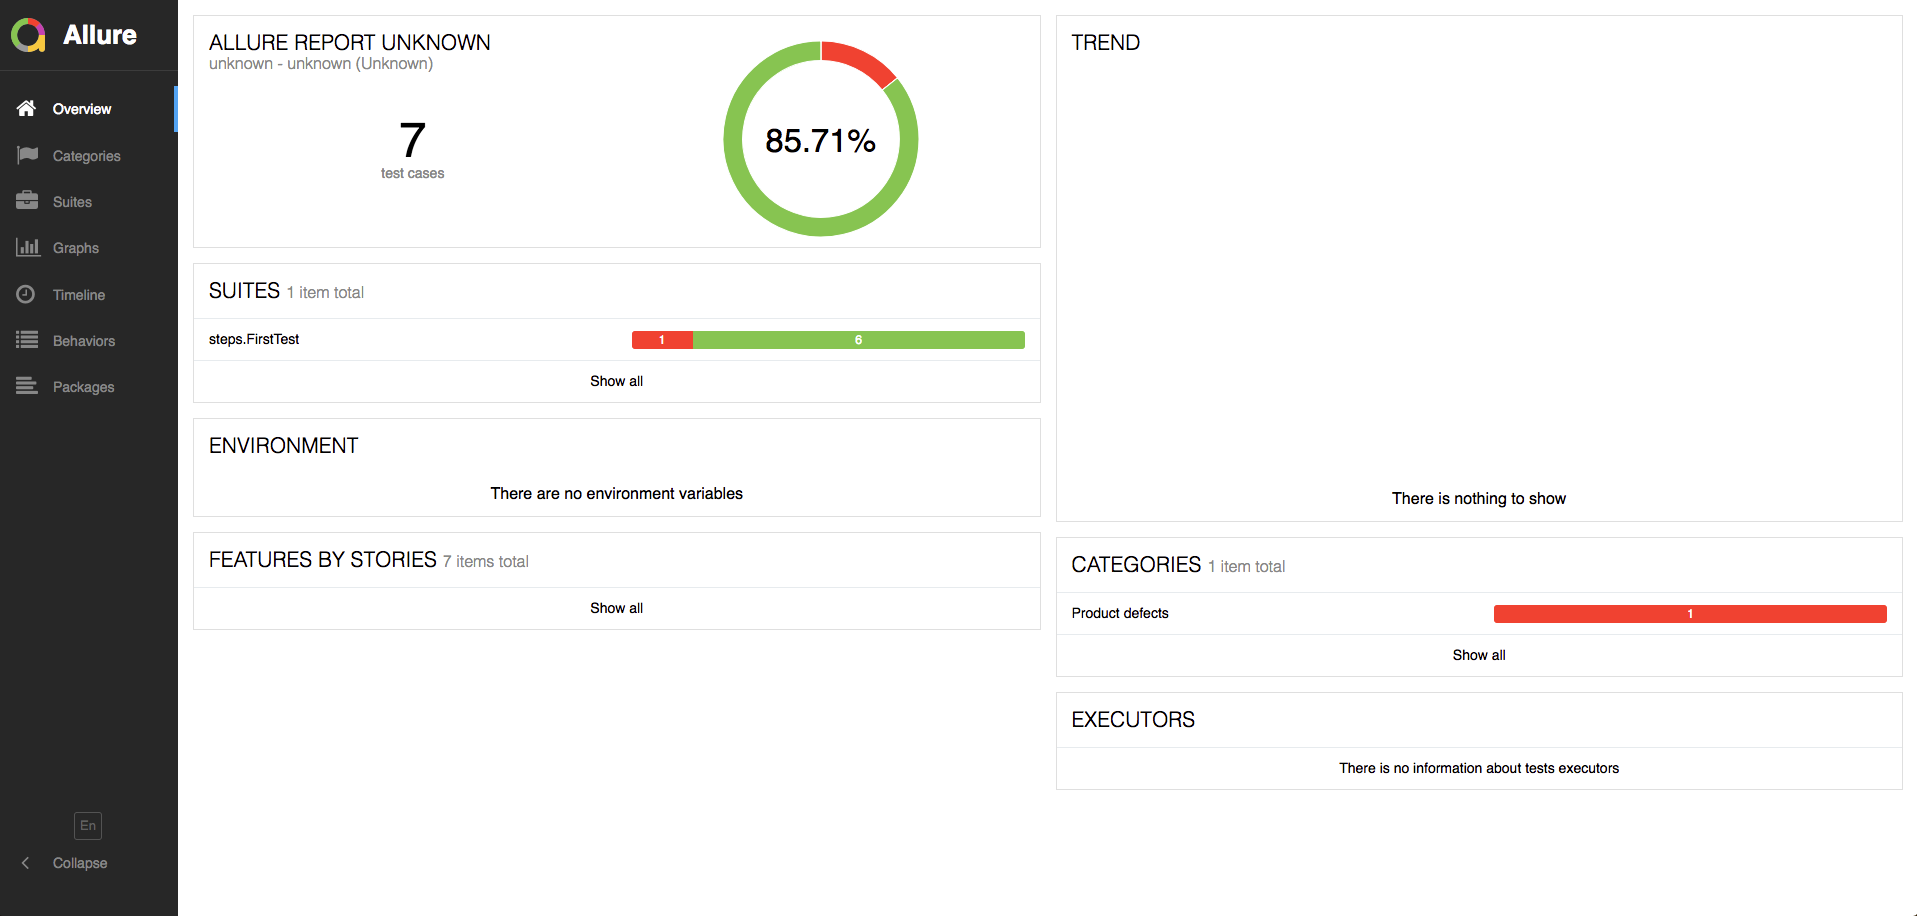 Allure
Overview
Categories
Suites
Graphs
Timeline
Behaviors
Packages
En
Collapse
ALLURE REPORT UNKNOWN
unknown - unknown (Unknown)
7
test cases
85.71%
SUITES 1 item total
steps.FirstTest 1 6
Show all
ENVIRONMENT
There are no environment variables
FEATURES BY STORIES 7 items total
Show all
TREND
There is nothing to show
CATEGORIES 1 item total
Product defects 1
Show all
EXECUTORS
There is no information about tests executors